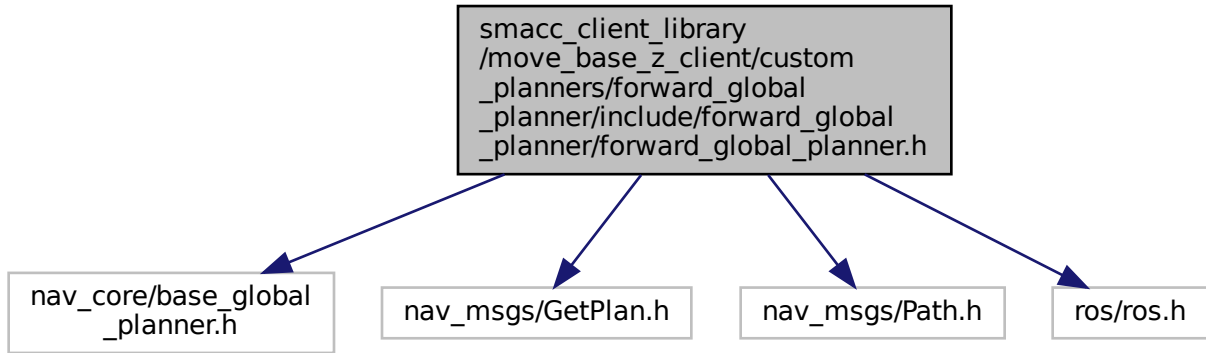 smacc_client_library
/move_base_z_client/custom
_planners/forward_global
_planner/include/forward_global
_planner/forward_global_planner.h
nav_core/base_global
_planner.h
nav_msgs/GetPlan.h
nav_msgs/Path.h
ros/ros.h